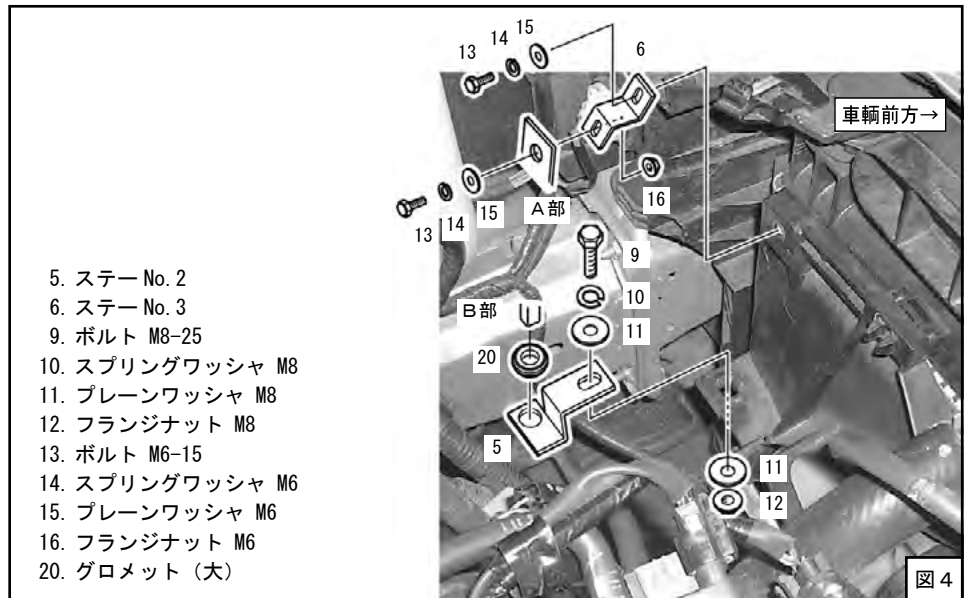 15
14
13
6
車輌前方→
16
15
A部
14
13
9
10
B部
11
20
5
11
12
5. ステー No. 2
6. ステー No. 3
9. ボルト M8-25
10. スプリングワッシャ M8
11. プレーンワッシャ M8
12. フランジナット M8
13. ボルト M6-15
14. スプリングワッシャ M6
15. プレーンワッシャ M6
16. フランジナット M6
20. グロメット（大）
図4